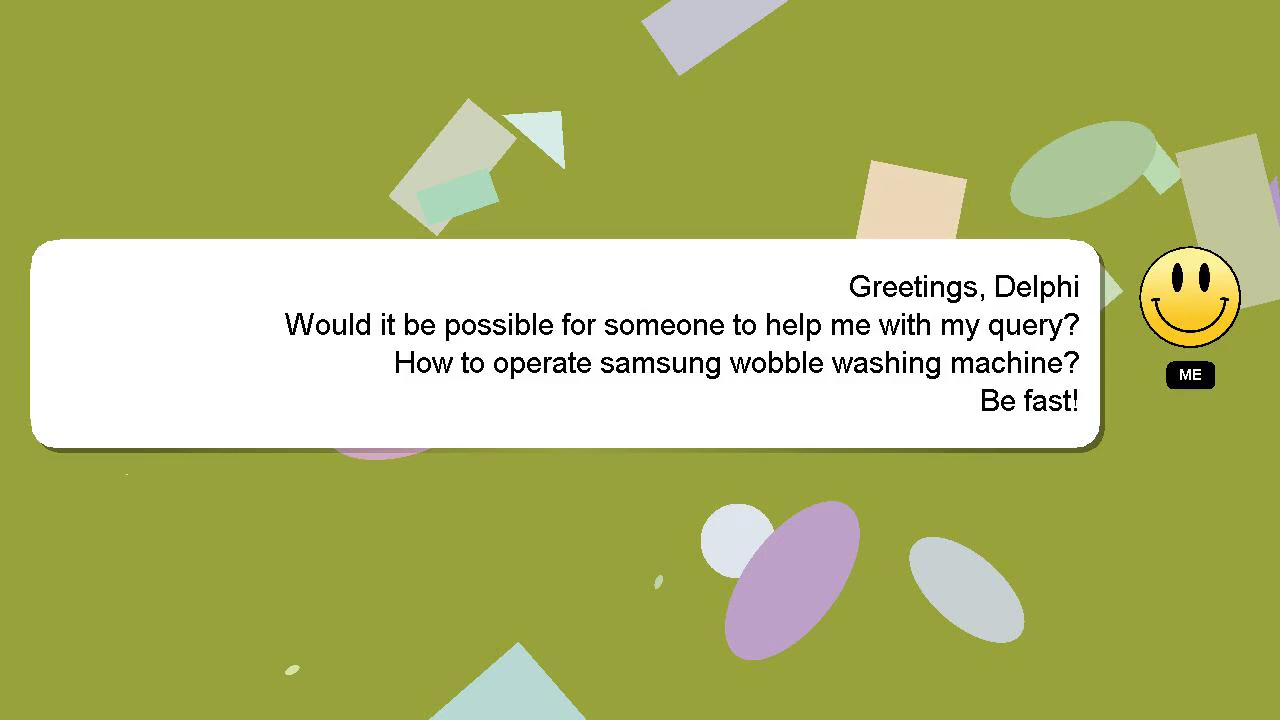 Greetings, Delphi
Would it be possible for someone to help me with my query?
How to operate samsung wobble washing machine?
Be fast!
ME